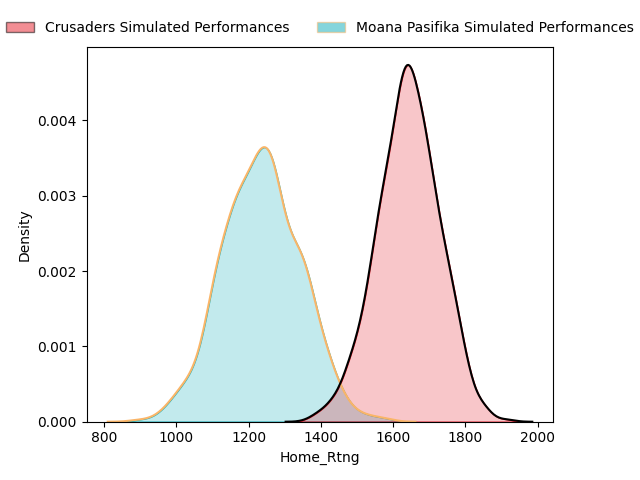 Crusaders Simulated Performances Moana Pasifika Simulated Performances
0.004
0.003
0.002
0.001
0.000
Density
800 1000 1200 1400 1600 1800 2000
Home_Rtng